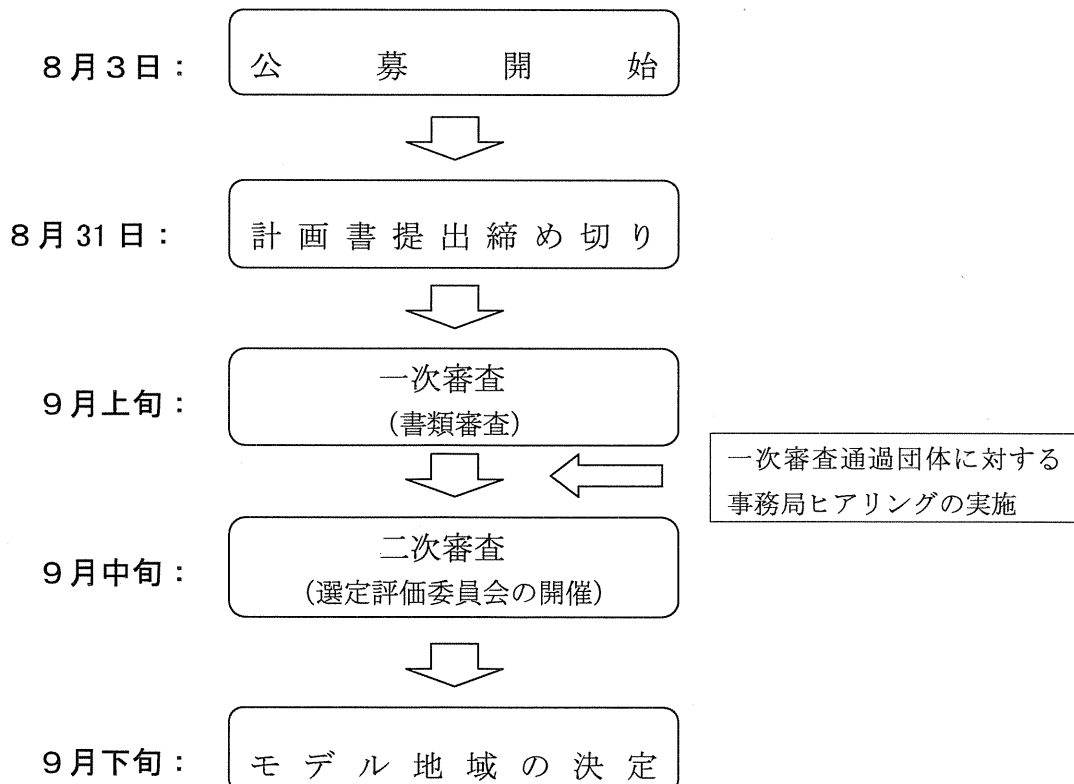 8月3日： 公募開始
8月31日： 計画書提出締め切り
9月上旬： 一次審査
(書類審査)
一次審査通過団体に対する
事務局ヒアリングの実施
9月中旬： 二次審査
(選定評価委員会の開催)
9月下旬： モデル地域の決定